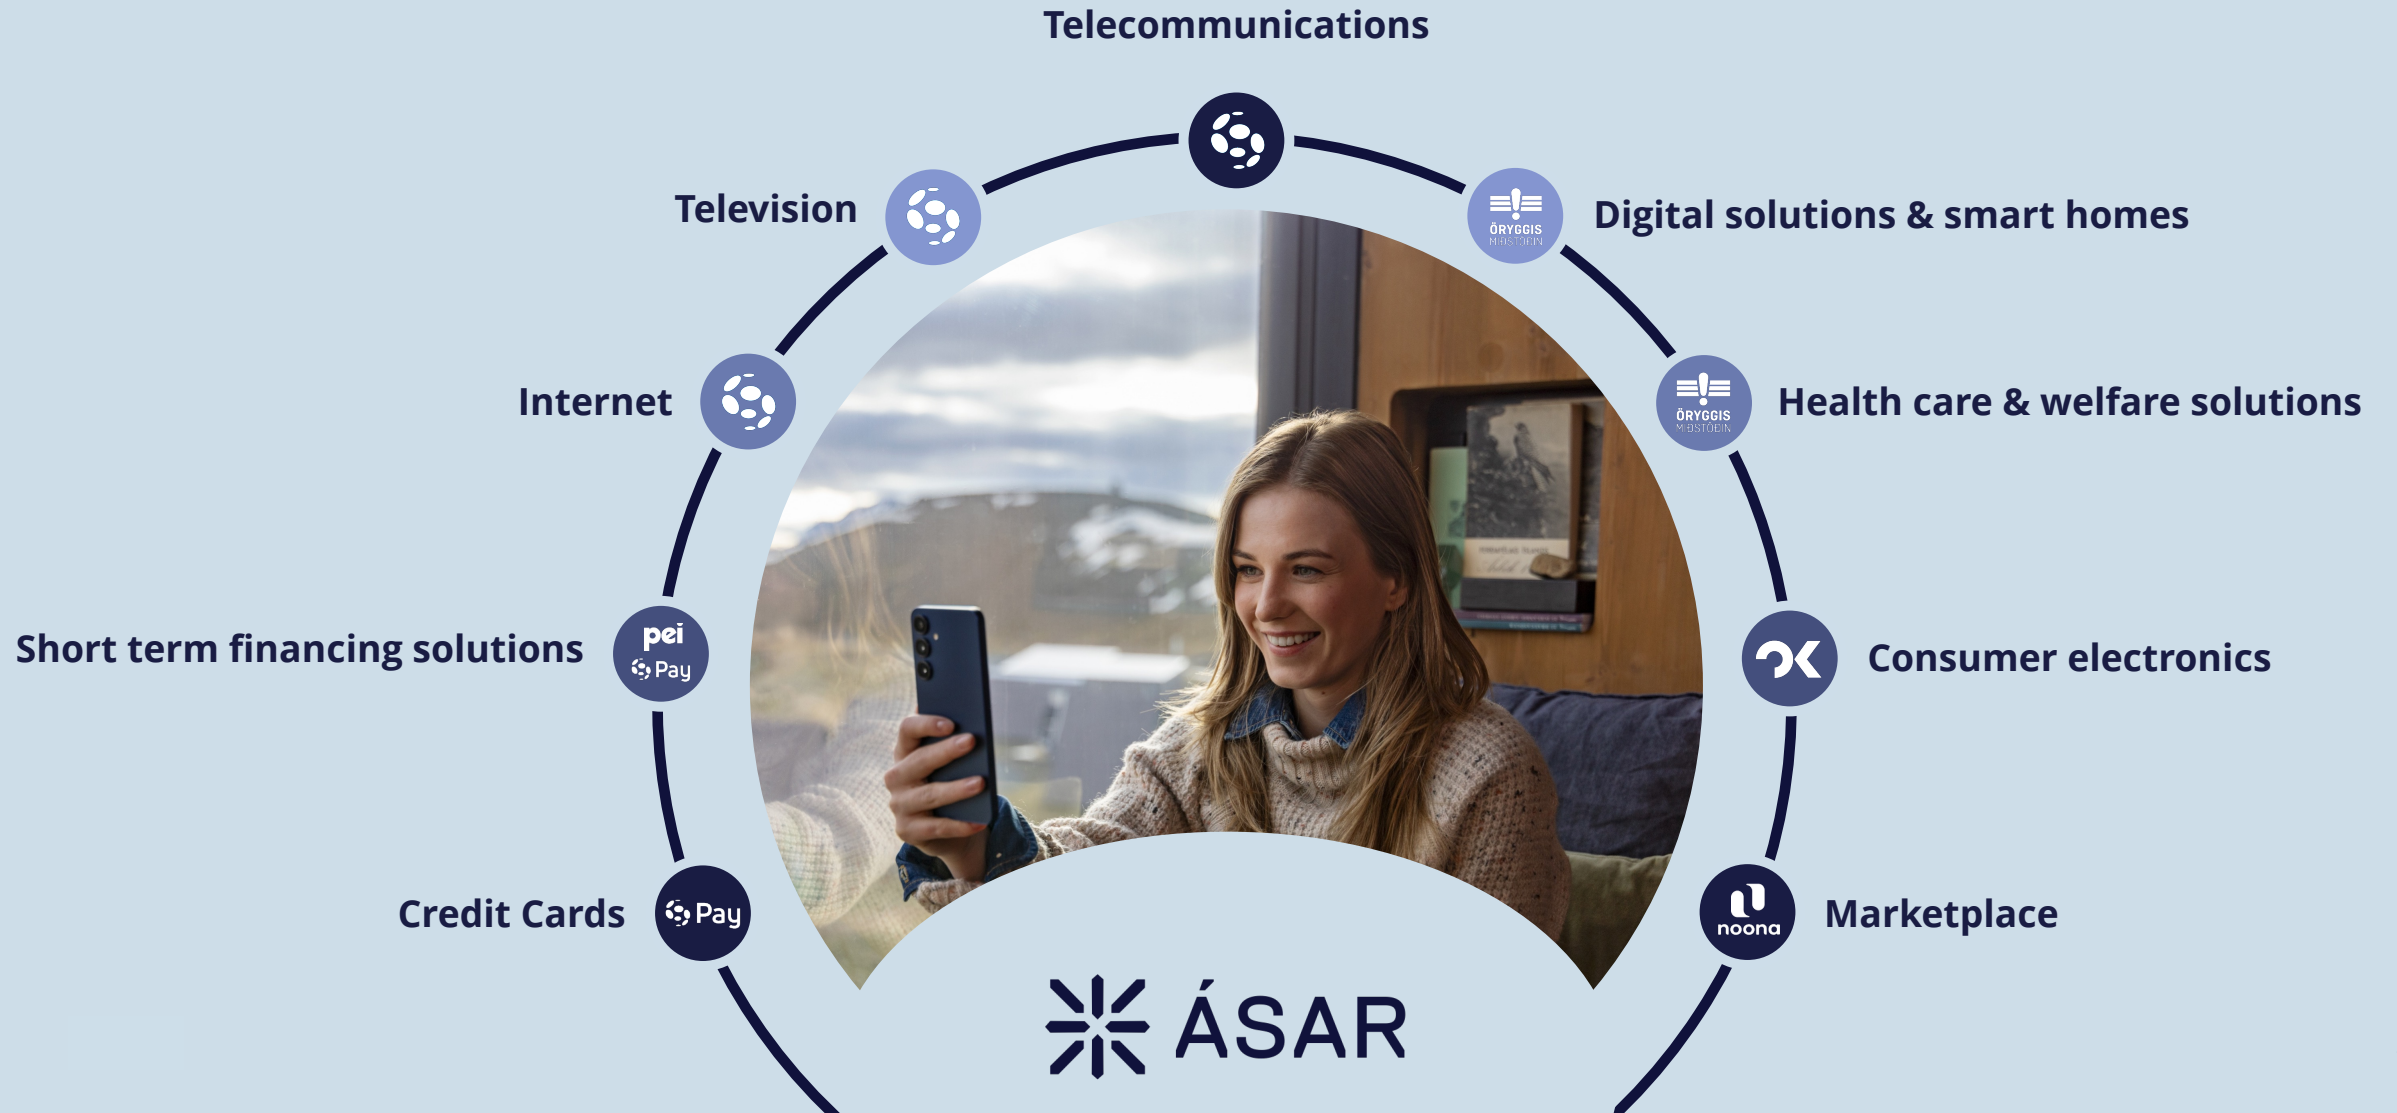 Telecommunications
Television
ÖRYGGIS
MIÐSTÖÐIN
Digital solutions & smart homes
Internet
ÖRYGGIS
MIÐSTÖÐIN
Health care & welfare solutions
Short term financing solutions
pei
Pay
Consumer electronics
Credit Cards
Pay
noona
Marketplace
ÁSAR